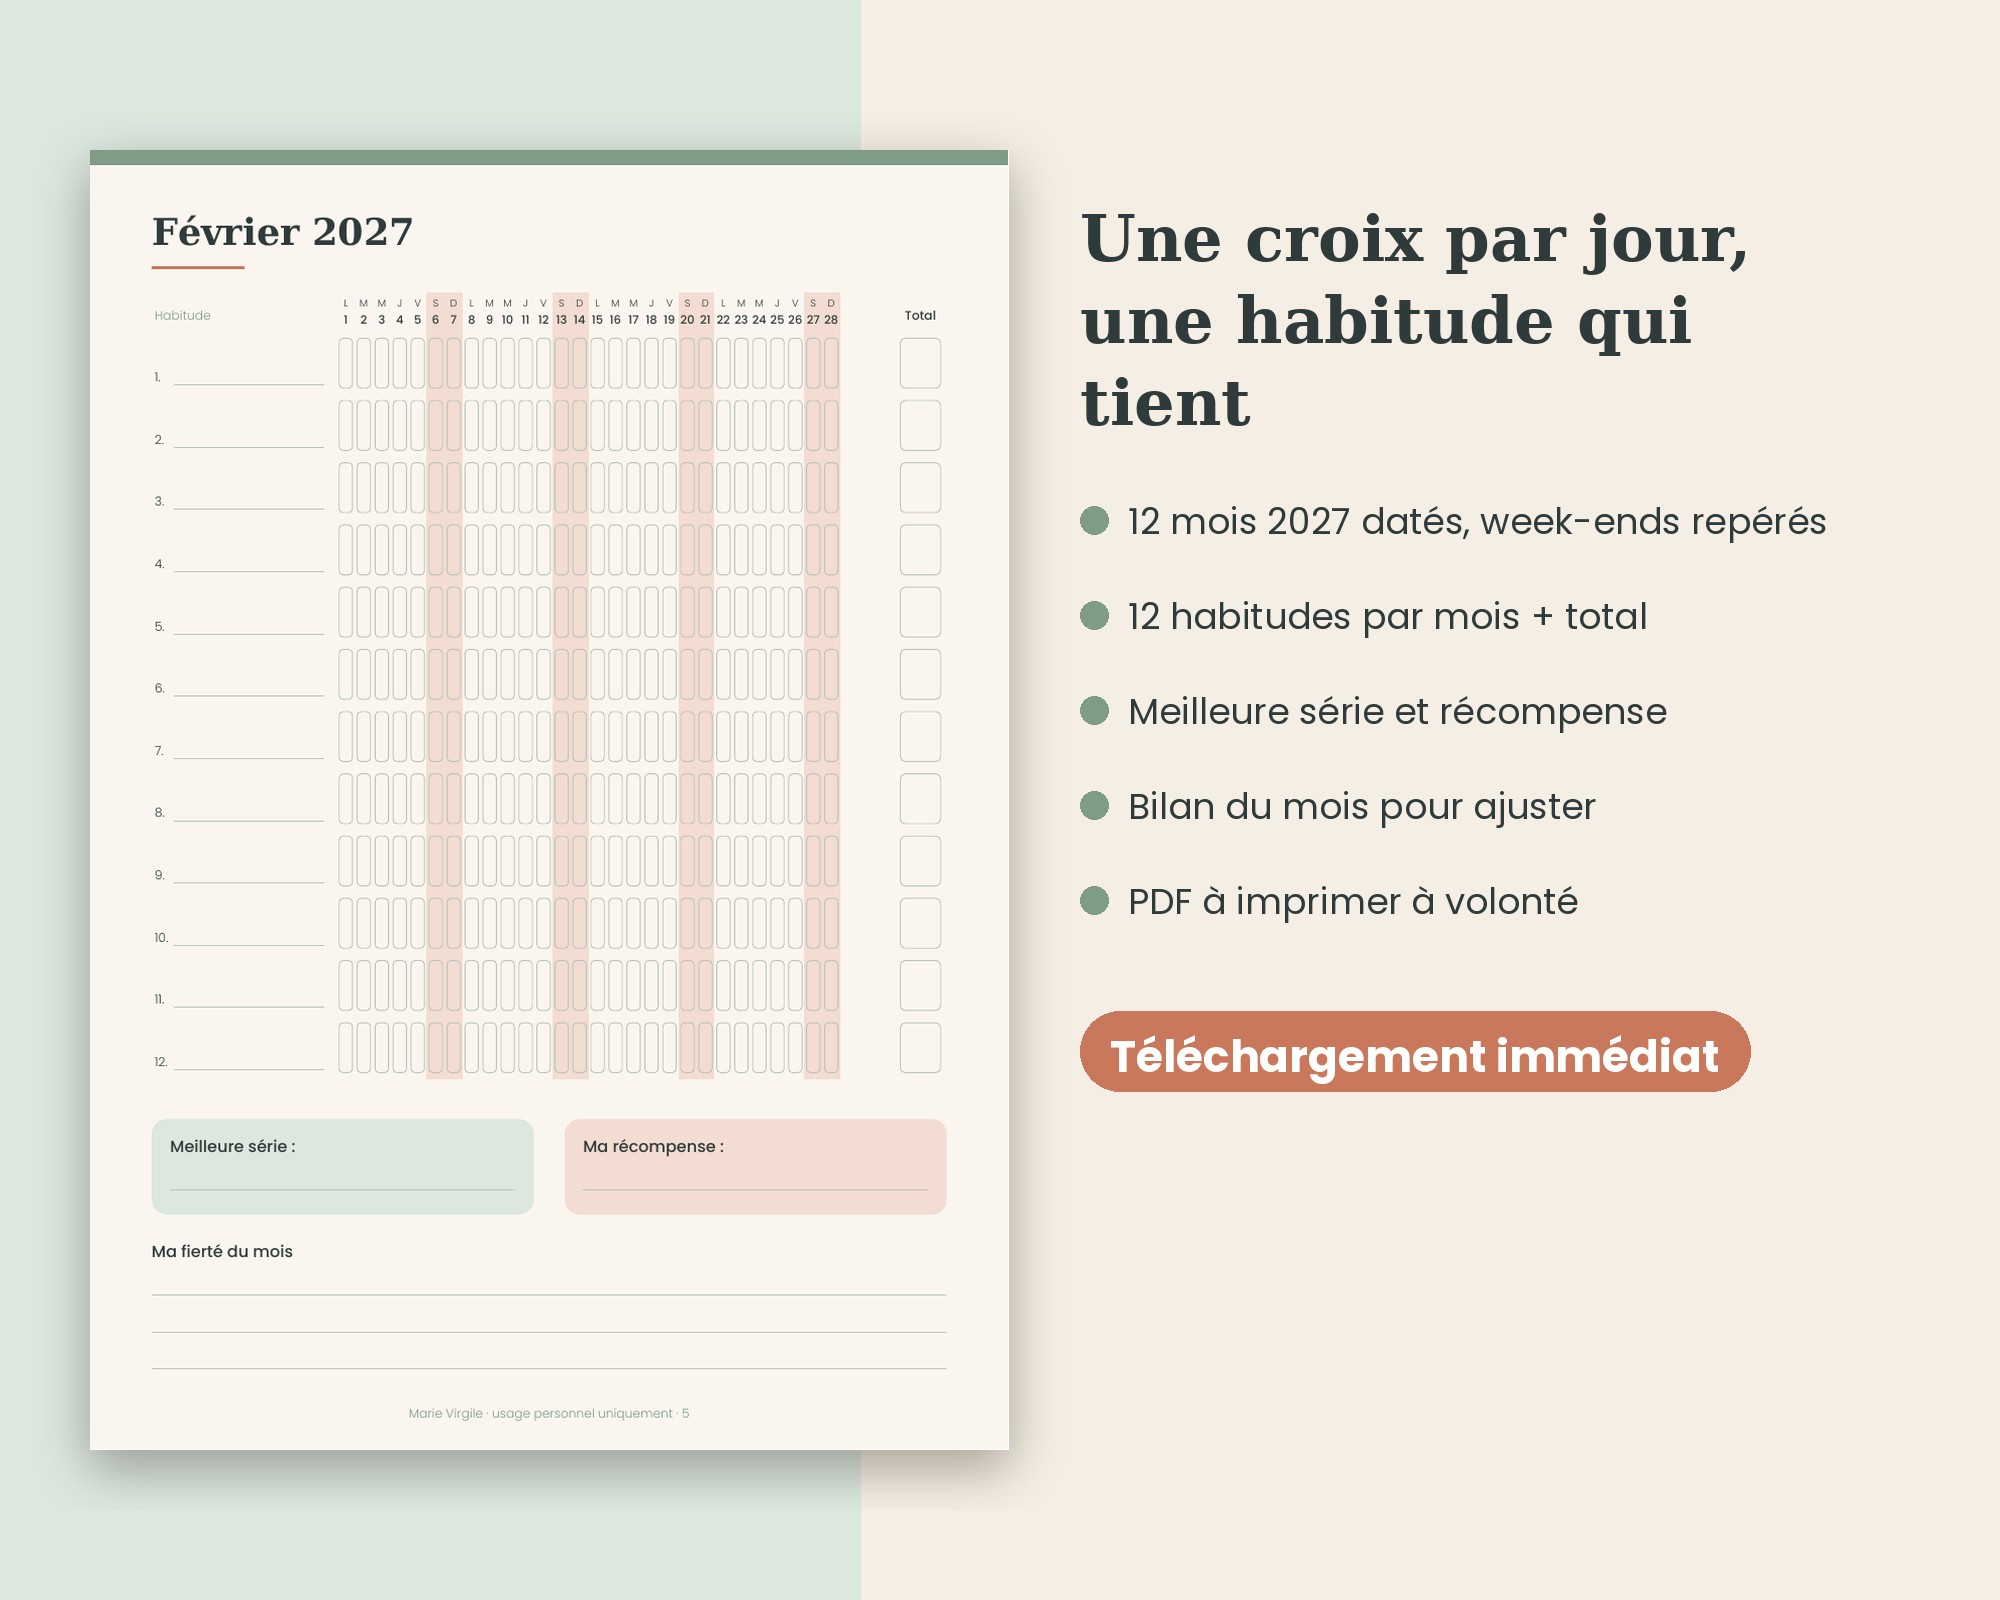 Février 2027
Habitude
L M M J V S D L M M J V S D L M M J V S D L M M J V S D
1 2 3 4 5 6 7 8 9 10 11 12 13 14 15 16 17 18 19 20 21 22 23 24 25 26 27 28
Total
1.
2.
3.
4.
5.
6.
7.
8.
9.
10.
11.
12.
Meilleure série :
Ma récompense :
Ma fierté du mois
Marie Virgile · usage personnel uniquement · 5
Une croix par jour,
une habitude qui
tient
12 mois 2027 datés, week-ends repérés
12 habitudes par mois + total
Meilleure série et récompense
Bilan du mois pour ajuster
PDF à imprimer à volonté
Téléchargement immédiat